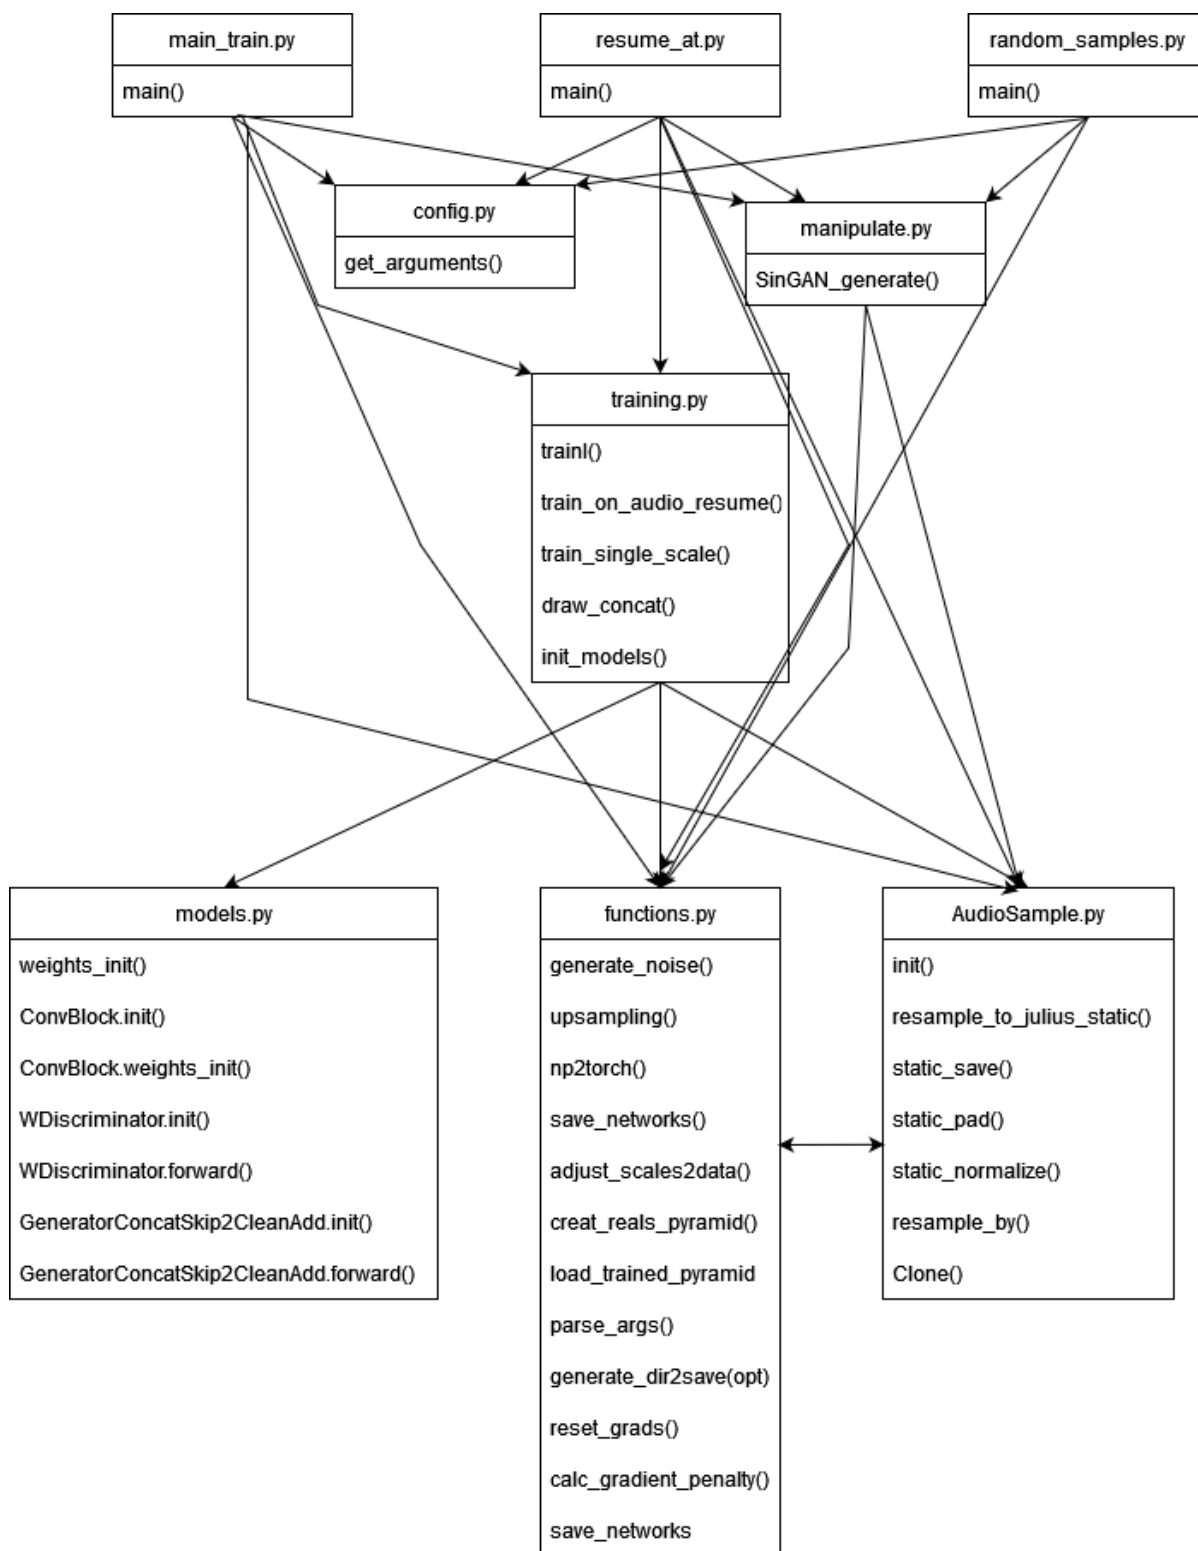 main_train.py
main()
resume_at.py
main()
random_samples.py
main()
config.py
get_arguments()
manipulate.py
SinGAN_generate()
training.py
trainl()
train_on_audio_resume()
train_single_scale()
draw_concat()
init_models()
models.py
weights_init()
ConvBlock.init()
ConvBlock.weights_init()
WDiscriminator.init()
WDiscriminator.forward()
GeneratorConcatSkip2CleanAdd.init()
GeneratorConcatSkip2CleanAdd.forward()
functions.py
generate_noise()
upsampling()
np2torch()
save_networks()
adjust_scales2data()
creat_reals_pyramid()
load_trained_pyramid
parse_args()
generate_dir2save(opt)
reset_grads()
calc_gradient_penalty()
save_networks
AudioSample.py
init()
resample_to_julius_static()
static_save()
static_pad()
static_normalize()
resample_by()
Clone()